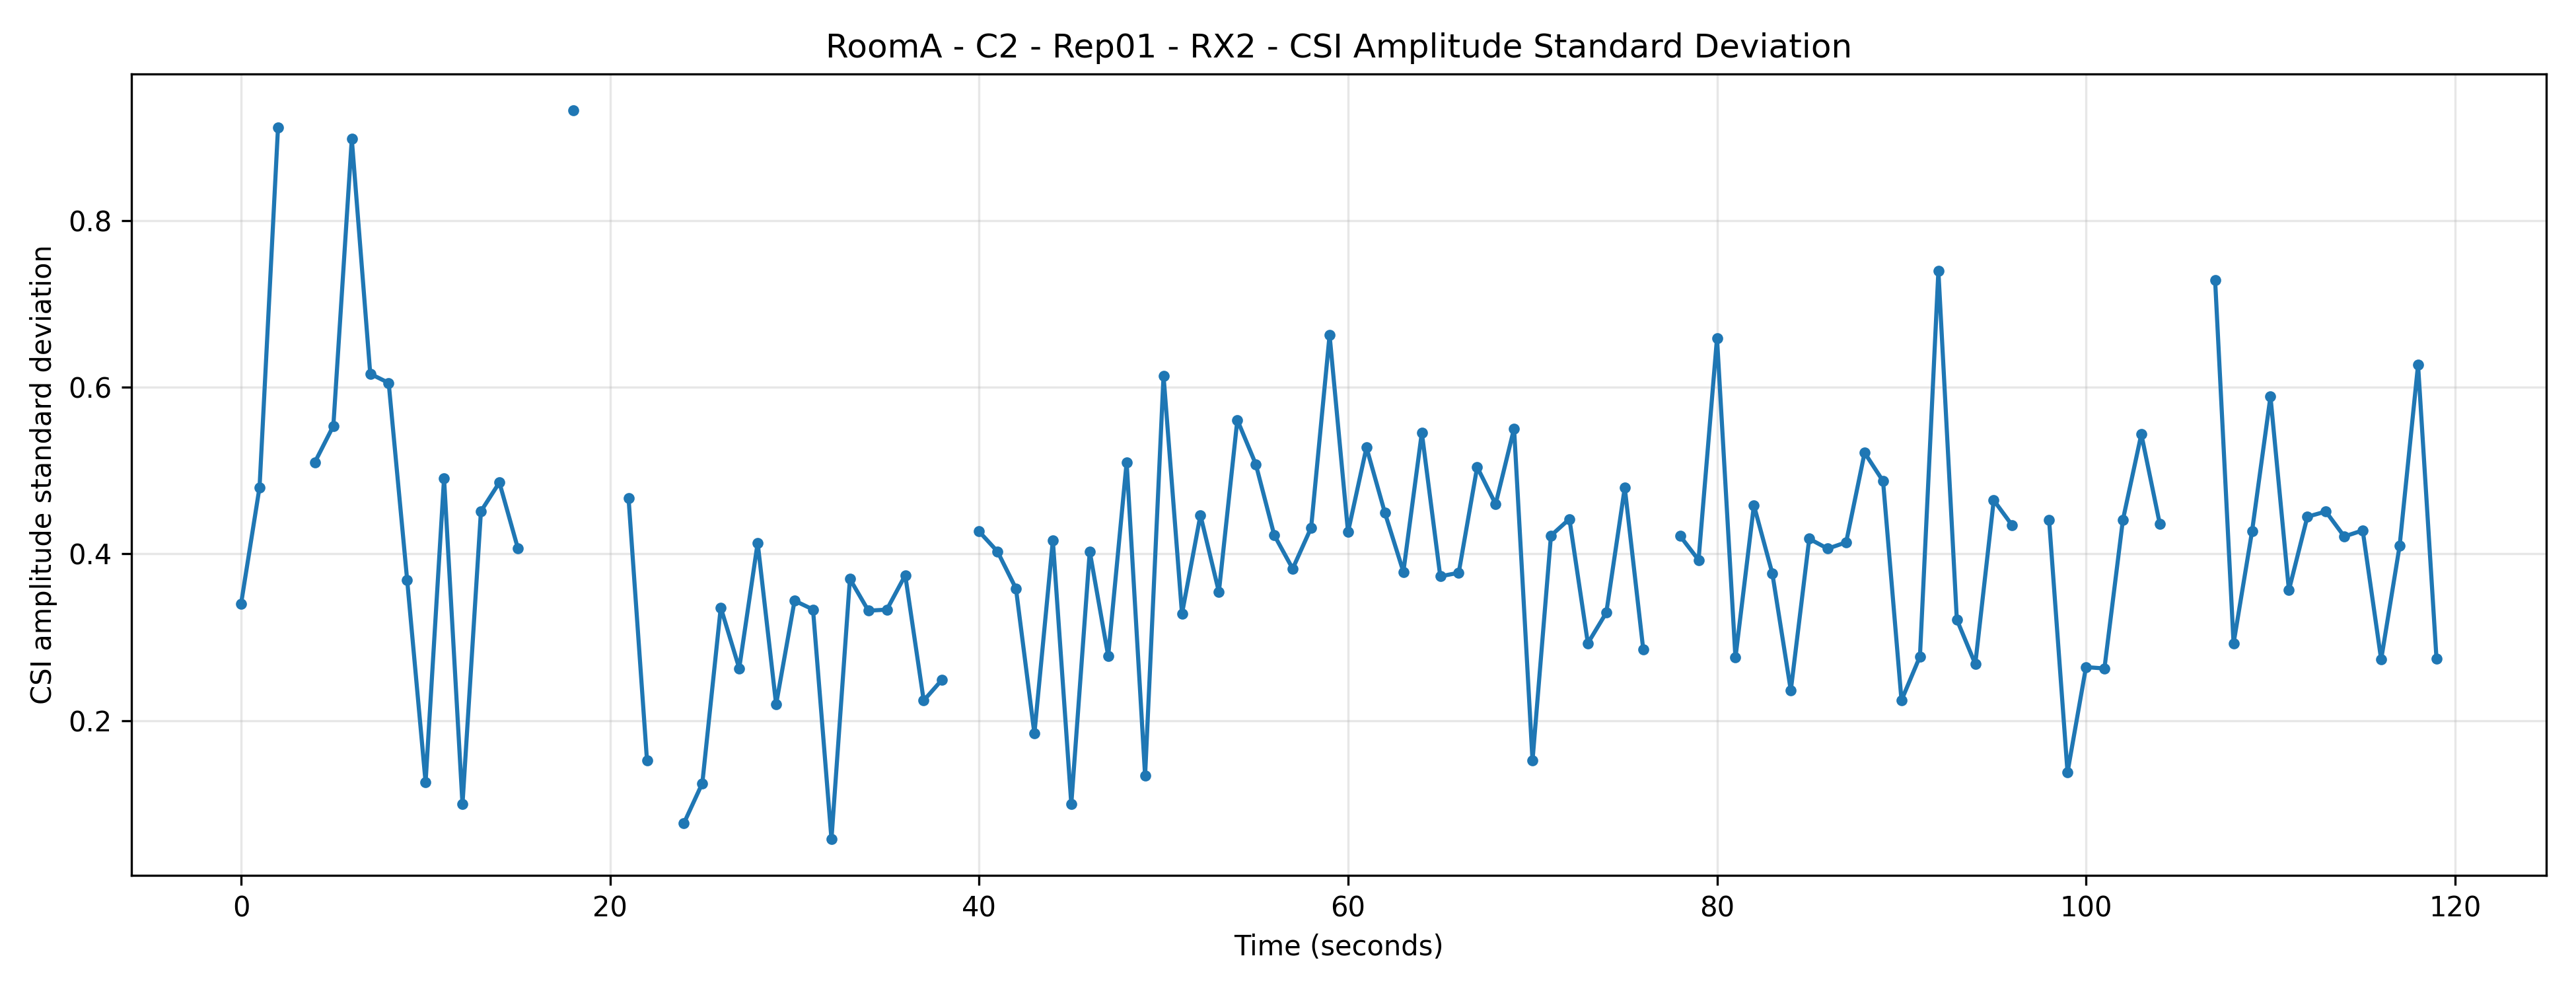 RoomA - C2 - Rep01 - RX2 - CSI Amplitude Standard Deviation
CSI amplitude standard deviation
0.8
0.6
0.4
0.2
0 20 40 60 80 100 120
Time (seconds)